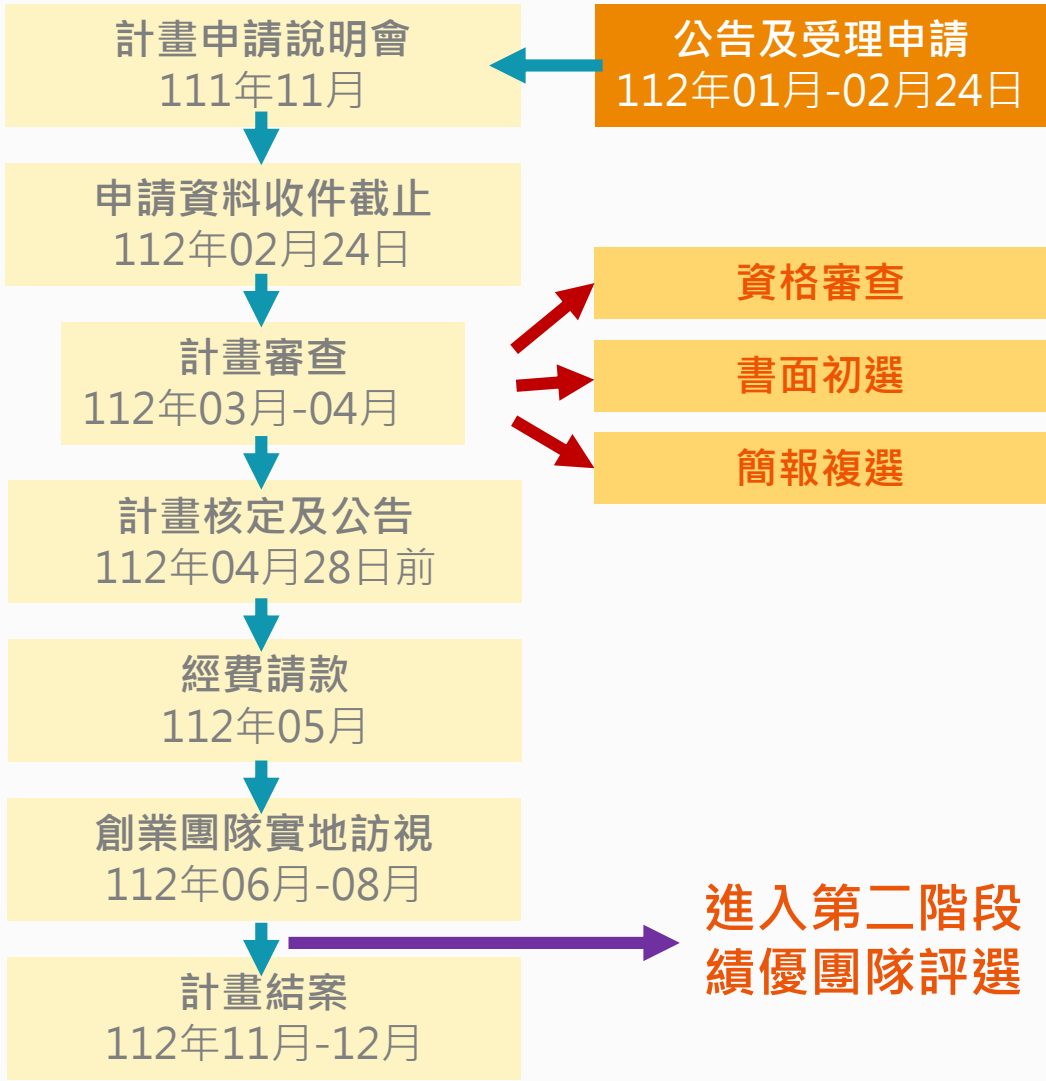 計畫申請說明會
111年11月
公告及受理申請
112年01月-02月24日
申請資料收件截止
112年02月24日
計畫審查
112年03月-04月
資格審查
書面初選
簡報複選
計畫核定及公告
112年04月28日前
經費請款
112年05月
創業團隊實地訪視
112年06月-08月
進入第二階段
績優團隊評選
計畫結案
112年11月-12月